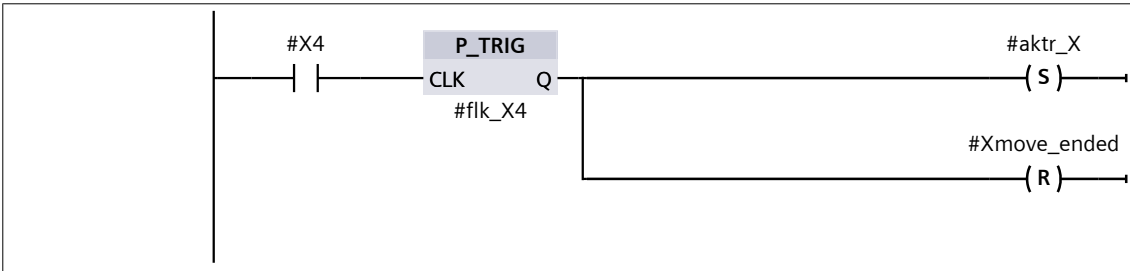 #X4
P_TRIG
#aktr_X
CLK Q
S
#flk_X4
#Xmove_ended
R